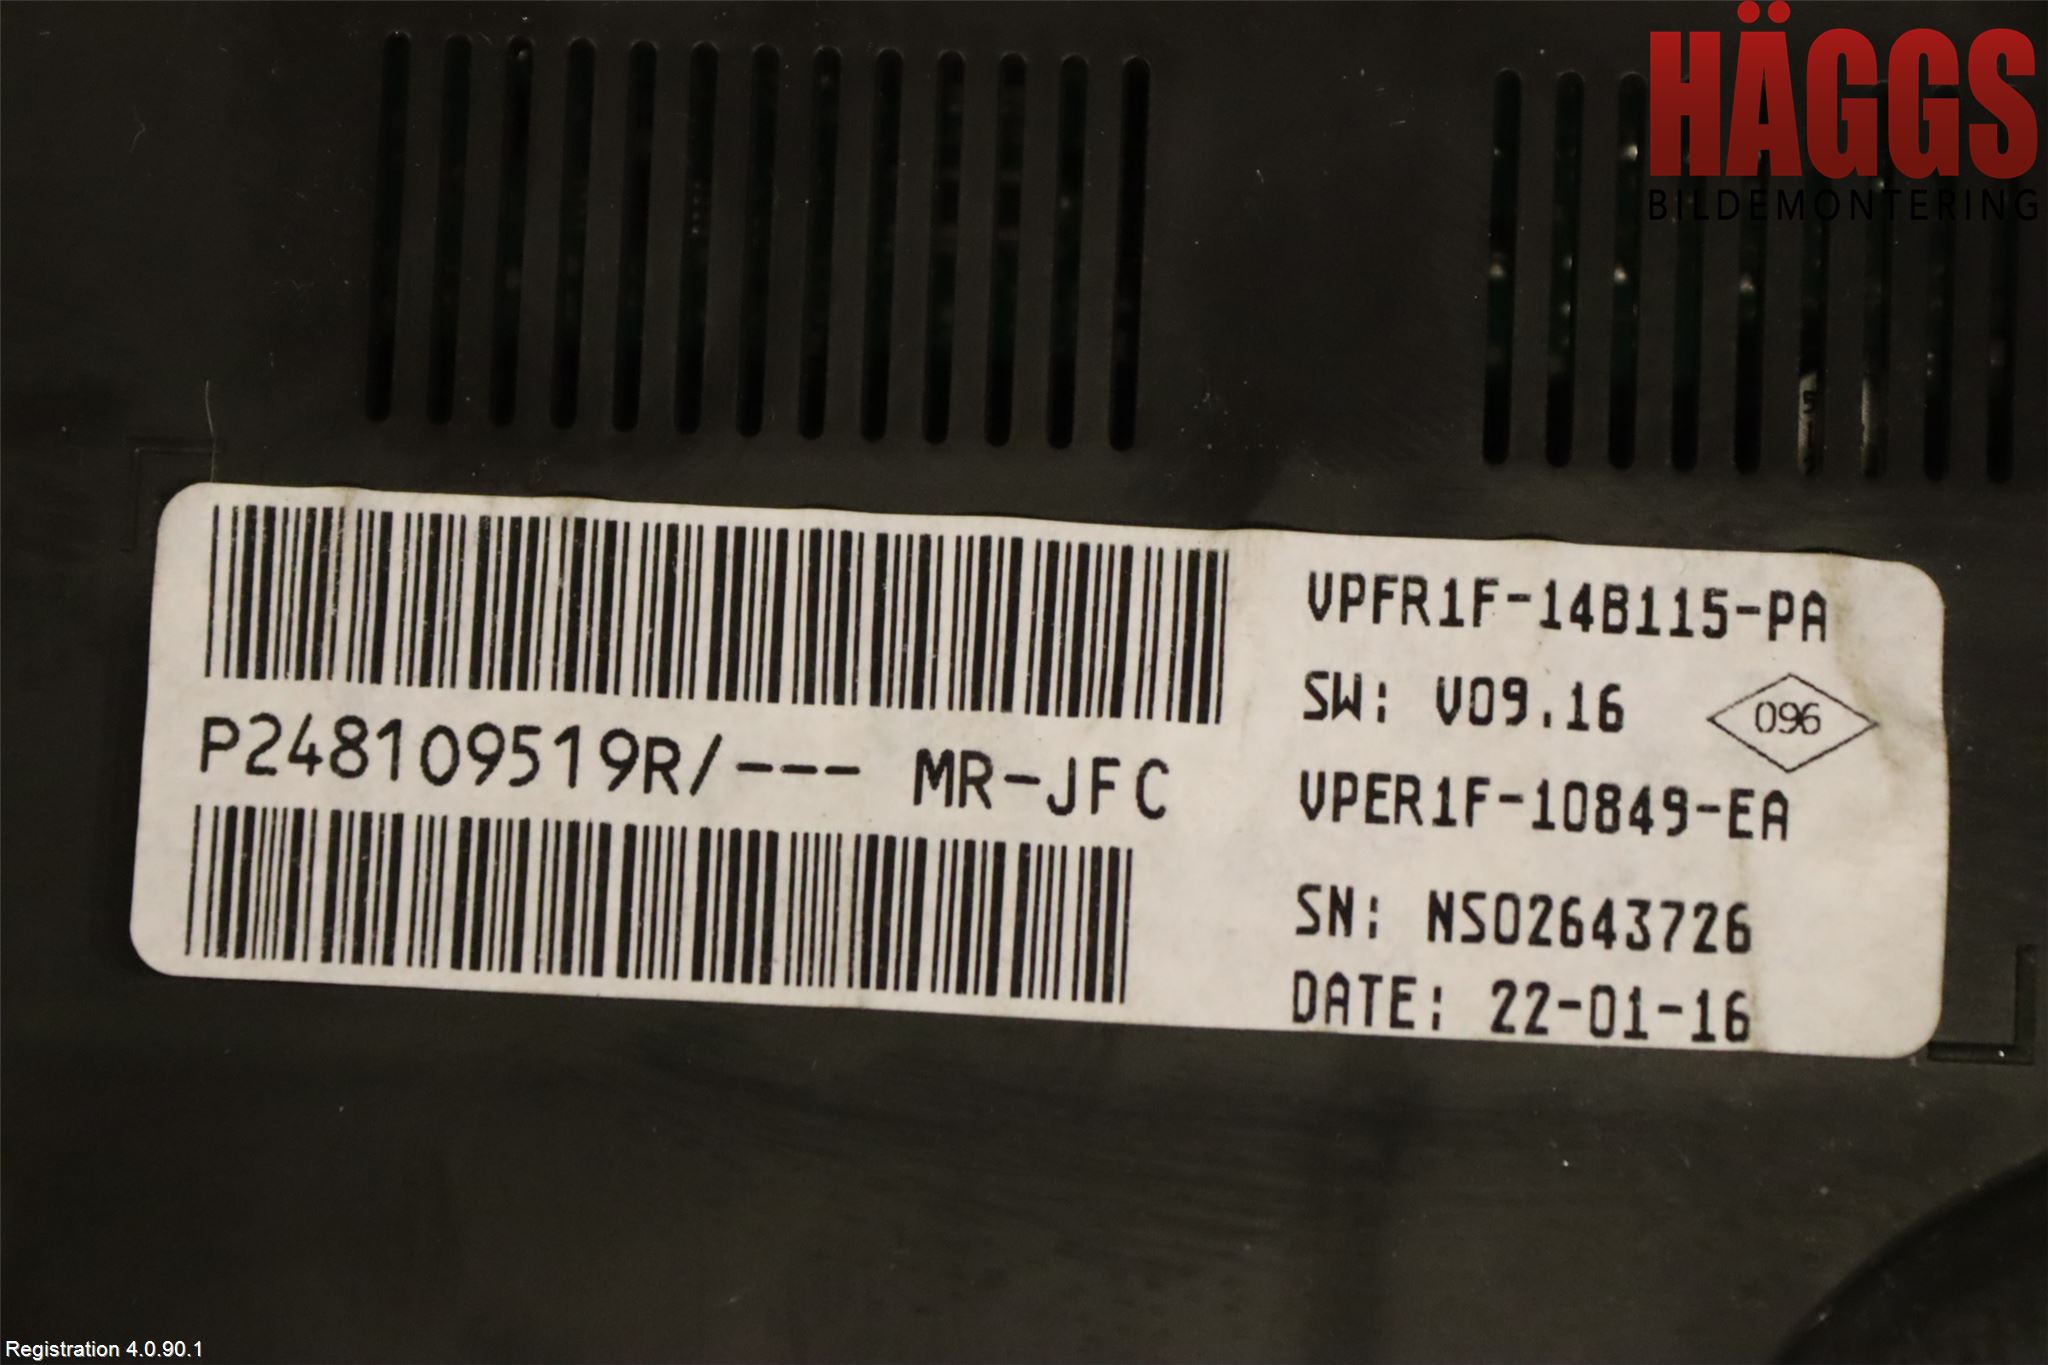 HÄGGS
BILDEMONTERING
VPFR1F-14B115-PA
SW: V09.16
096
P248109519R/--- MR-JFC
VPER1F-10849-EA
SN: NS02643726
DATE: 22-01-16
Registration 4.0.90.1